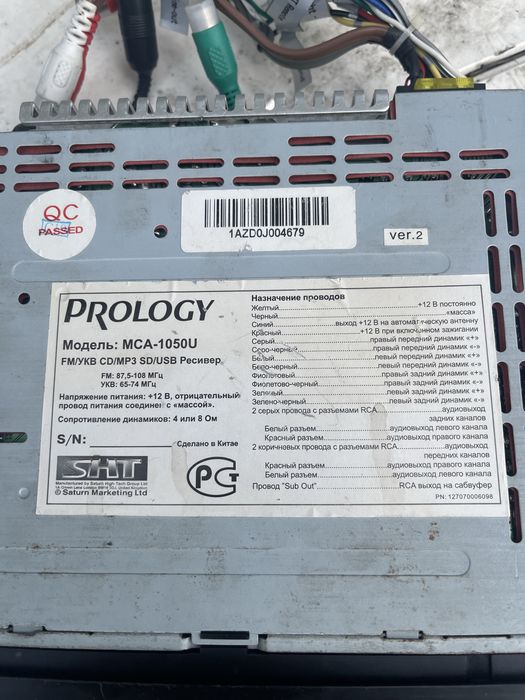 QC
PASSED
1AZD0J004679
ver.2
PROLOGY
Модель: MCA-1050U
FM/УКВ CD/MP3 SD/USB Ресивер
FM: 87,5-108 МГц
УКВ: 65-74 МГц
Напряжение питания: +12 В, отрицательный
провод питания соединен с «массой».
Сопротивление динамиков: 4 или 8 Ом
S/N:
Сделано в Китае
SHT
Manufactured by Saturn High Tech Group Ltd
© Saturn Marketing Ltd
РСТ
Назначение проводов
Желтый.....+12 В постоянно
Черный.....«масса»
Синий.....выход +12 В на автоматическую антенну
Красный.....+12 В при включенном зажигании
Серый.....правый передний динамик «+»
Серо-черный.....правый передний динамик «-»
Белый.....левый передний динамик «+»
Бело-черный.....левый передний динамик «-»
Фиолетовый.....правый задний динамик «+»
Фиолетово-черный.....правый задний динамик «-»
Зеленый.....левый задний динамик «+»
Зелено-черный.....левый задний динамик «-»
2 серых провода с разъемами RCA.....аудиовыход
задних каналов
Белый разъем.....аудиовыход левого канала
Красный разъем.....аудиовыход правого канала
2 коричневых провода с разъемами RCA.....аудиовыход
передних каналов
Красный разъем.....аудиовыход правого канала
Белый разъем.....аудиовыход левого канала
Провод "Sub Out".....RCA выход на сабвуфер
PN: 127070006098